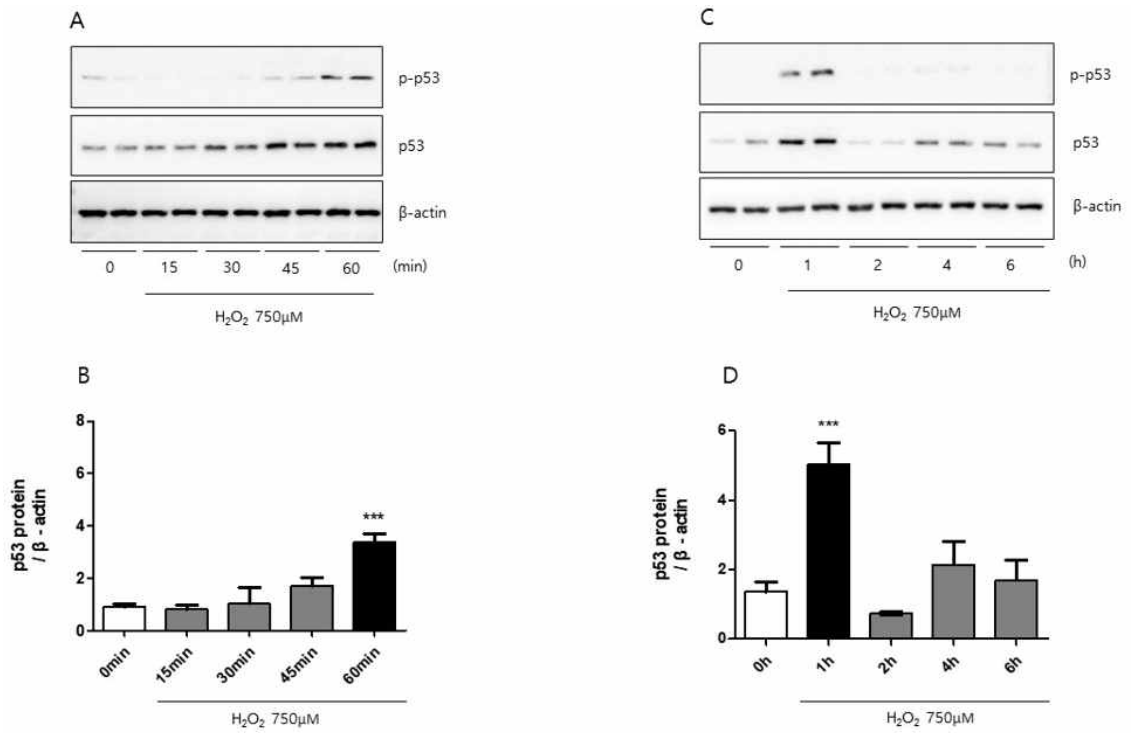 A
p-p53
p53
β-actin
0 15 30 45 60 (min)
H₂O₂ 750μM
B
p53 protein
/ β - actin
8
6
4
2
0
***
0min 15min 30min 45min 60min
H₂O₂ 750μM
C
p-p53
p53
β-actin
0 1 2 4 6 (h)
H₂O₂ 750μM
D
p53 protein
/ β - actin
6
4
2
0
***
0h 1h 2h 4h 6h
H₂O₂ 750μM